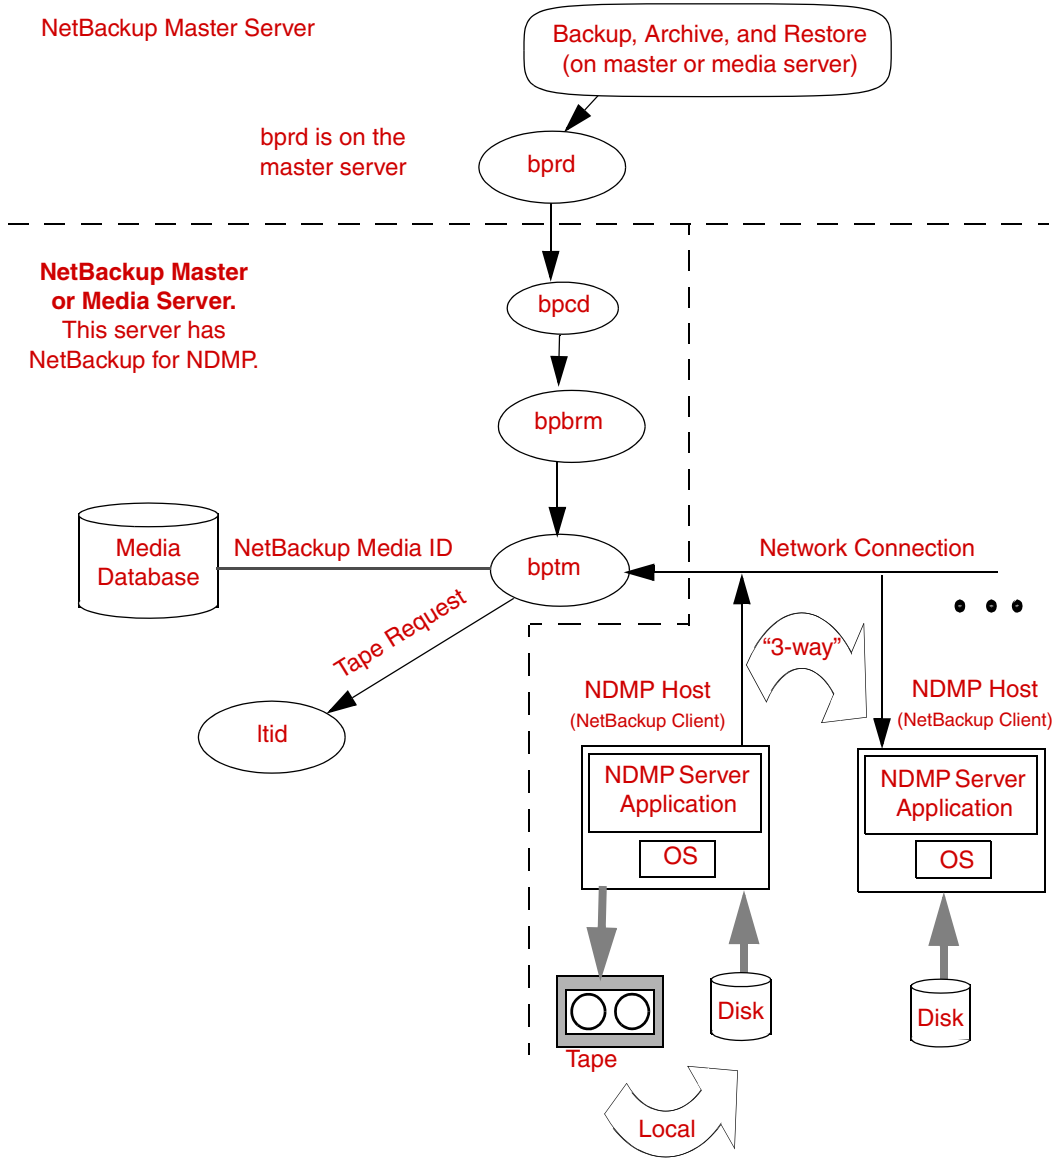 NetBackup Master Server
Backup, Archive, and Restore
(on master or media server)
bprd is on the
master server
bprd
NetBackup Master
or Media Server.
This server has
NetBackup for NDMP.
bpcd
bpbrm
Media
Database
NetBackup Media ID
bptm
Network Connection
Tape Request
"3-way"
ltid
NDMP Host
(NetBackup Client)
NDMP Host
(NetBackup Client)
NDMP Server
Application
OS
NDMP Server
Application
OS
Disk
Disk
Tape
Local